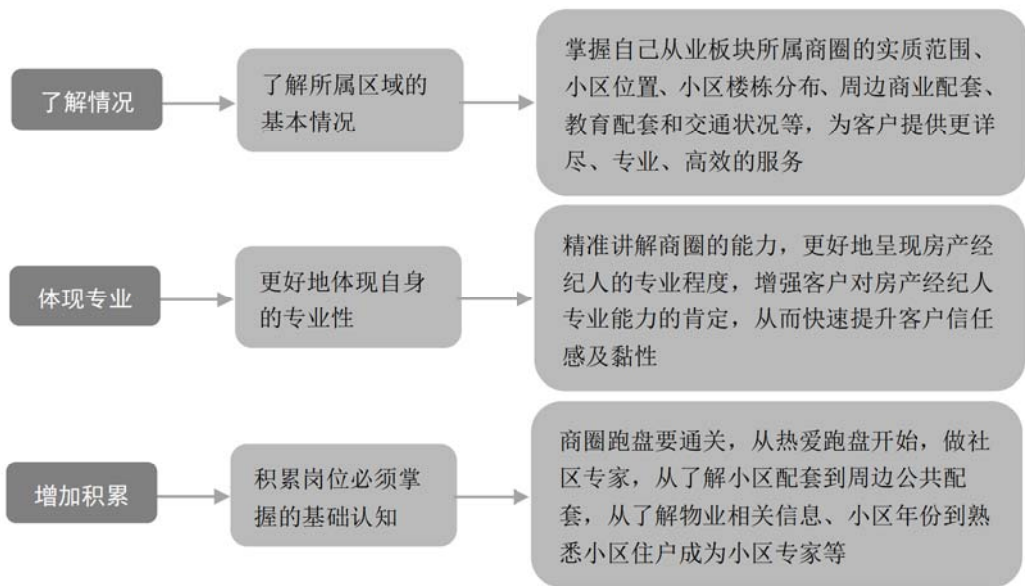 了解情况
了解所属区域的
基本情况
掌握自己从业板块所属商圈的实质范围、
小区位置、小区楼栋分布、周边商业配套、
教育配套和交通状况等，为客户提供更详
尽、专业、高效的服务
体现专业
更好地体现自身
的专业性
精准讲解商圈的能力，更好地呈现房产经
纪人的专业程度，增强客户对房产经纪人
专业能力的肯定，从而快速提升客户信任
感及黏性
增加积累
积累岗位必须掌
握的基础认知
商圈跑盘要通关，从热爱跑盘开始，做社
区专家，从了解小区配套到周边公共配
套，从了解物业相关信息、小区年份到熟
悉小区住户成为小区专家等